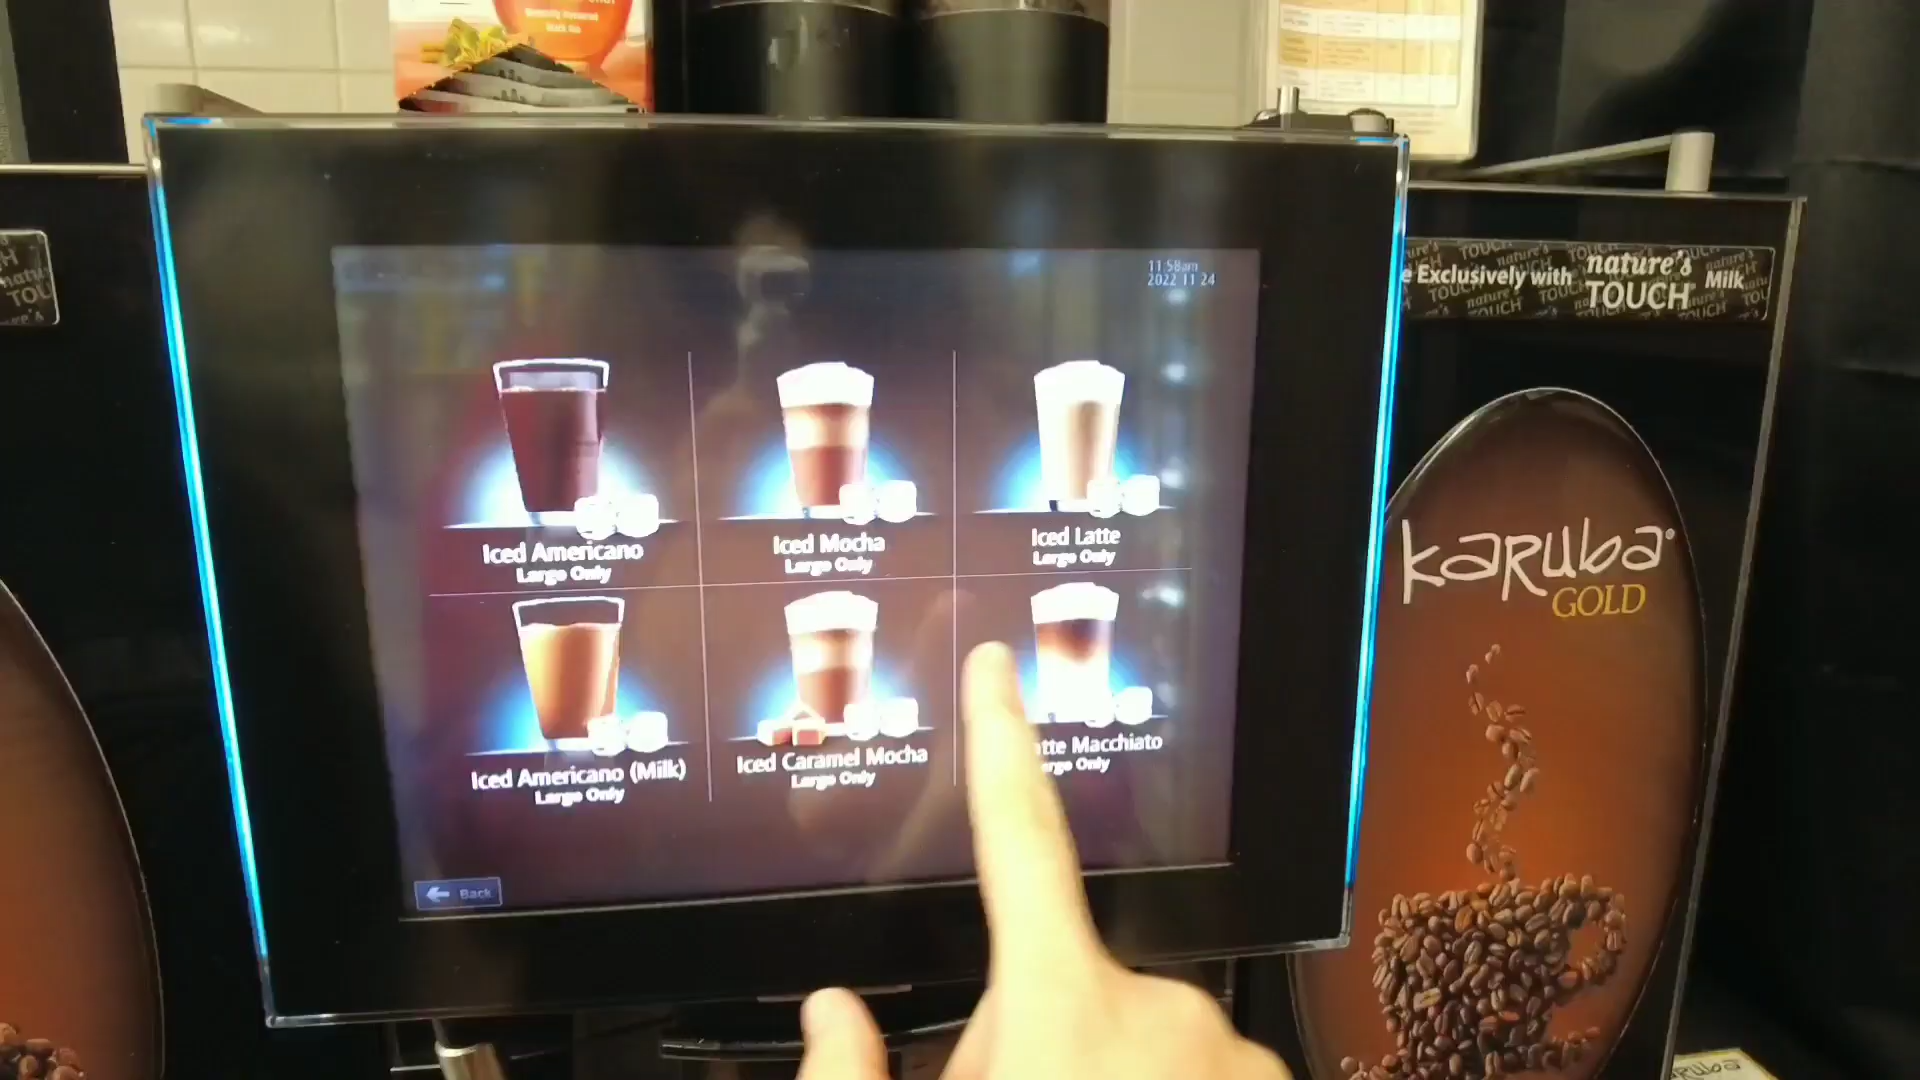 11:58am
2022 11 24
Iced Americano
Large Only
Iced Mocha
Large Only
Iced Latte
Large Only
Iced Americano (Milk)
Large Only
Iced Caramel Mocha
Large Only
Macchiato
Only
Back
Exclusively with nature's TOUCH Milk
karuba
GOLD